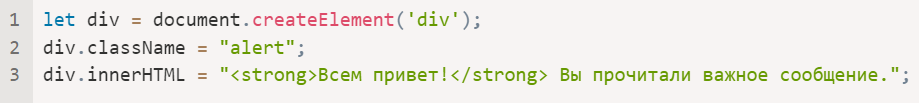 1 let div = document.createElement('div');
2 div.className = "alert";
3 div.innerHTML = "<strong>Всем привет!</strong> Вы прочитали важное сообщение.";